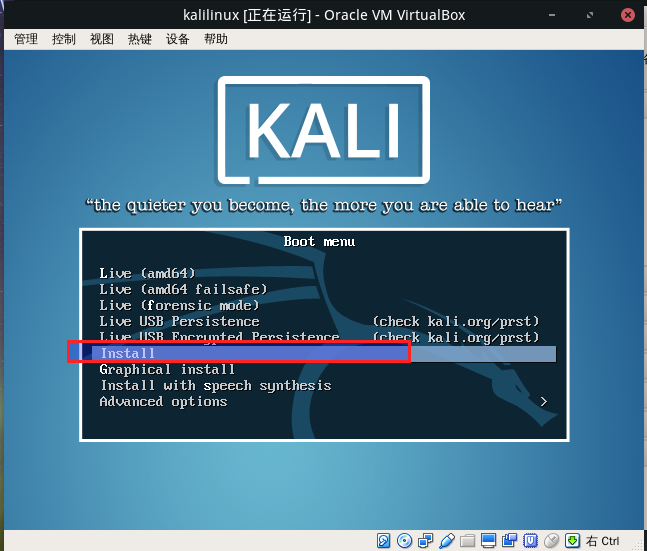 kalilinux [正在运行] - Oracle VM VirtualBox
管理 控制 视图 热键 设备 帮助
KALI
“the quieter you become, the more you are able to hear”
Boot menu
Live (amd64)
Live (amd64 failsafe)
Live (forensic mode)
Live USB Persistence (check kali.org/prst)
Live USB Encrypted Persistence (check kali.org/prst)
Install
Graphical install
Install with speech synthesis
Advanced options >
右 Ctrl